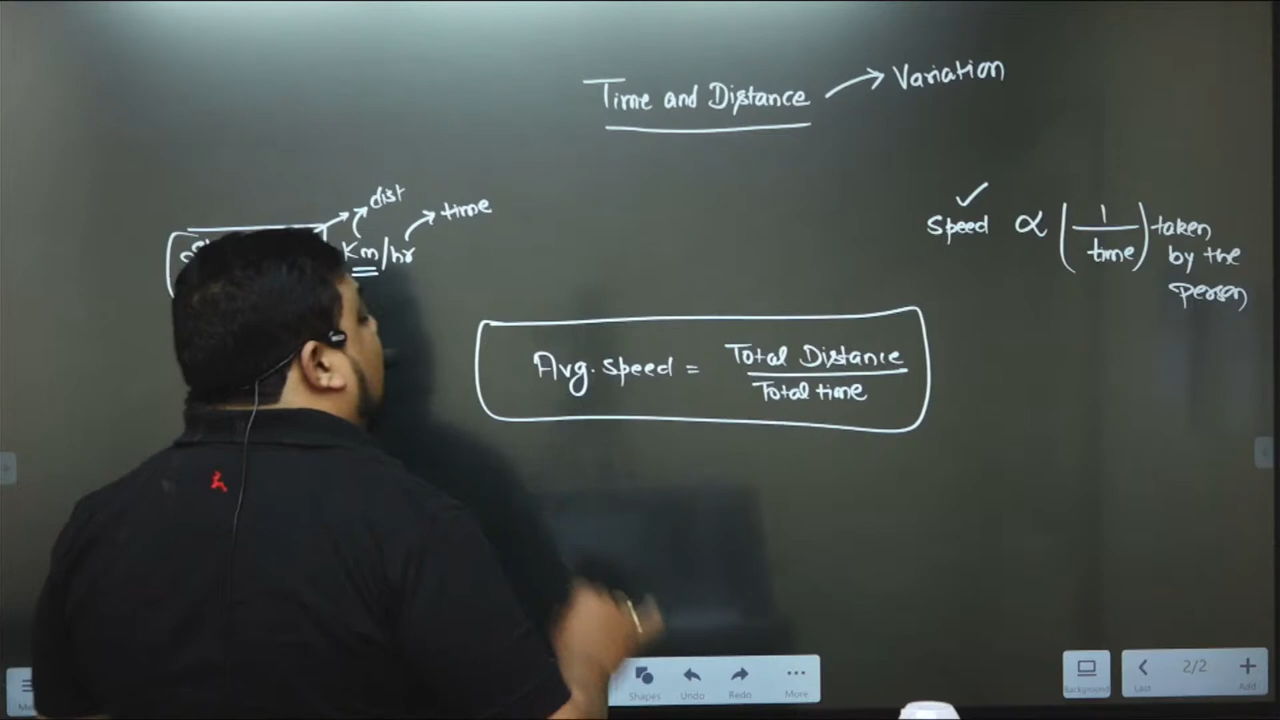 Time and Distance → Variation
dist
time
Km/hr
Speed ∝ (1/time) taken
by the
person
Avg. speed = Total Distance
Total time
Shapes
Undo
Redo
More
Background
Last
2/2
Add